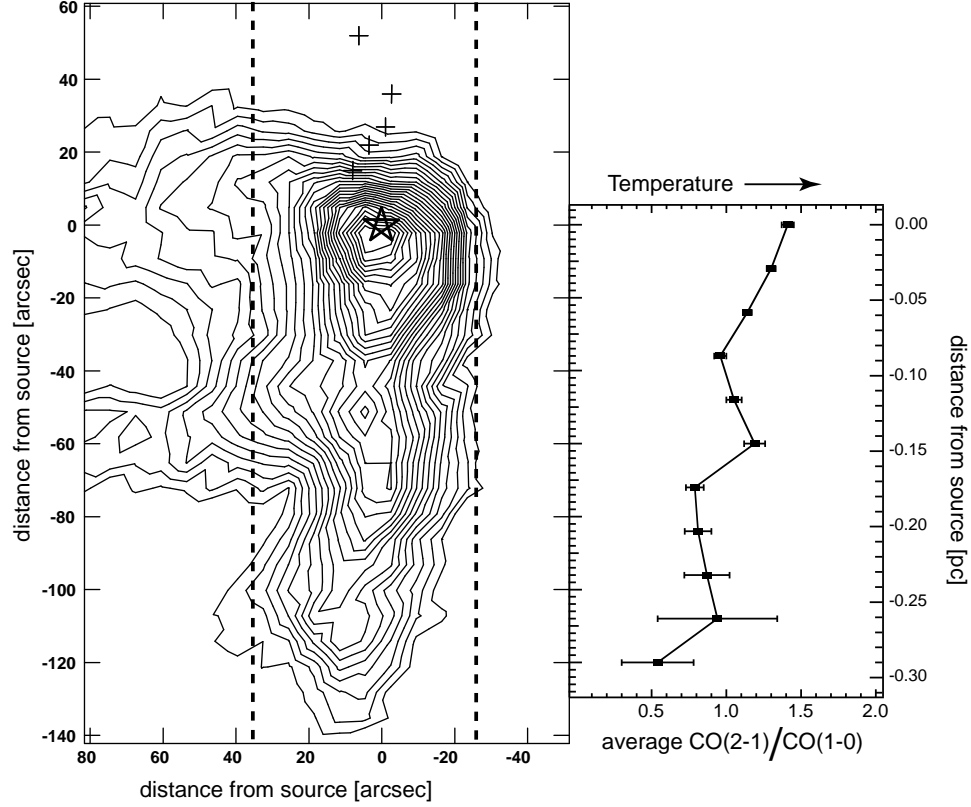 60
40
20
0
-20
-40
-60
-80
-100
-120
-140
distance from source [arcsec]
80 60 40 20 0 -20 -40
distance from source [arcsec]
Temperature
0.00
-0.05
-0.10
-0.15
-0.20
-0.25
-0.30
distance from source [pc]
0.5 1.0 1.5 2.0
average CO(2-1)/CO(1-0)